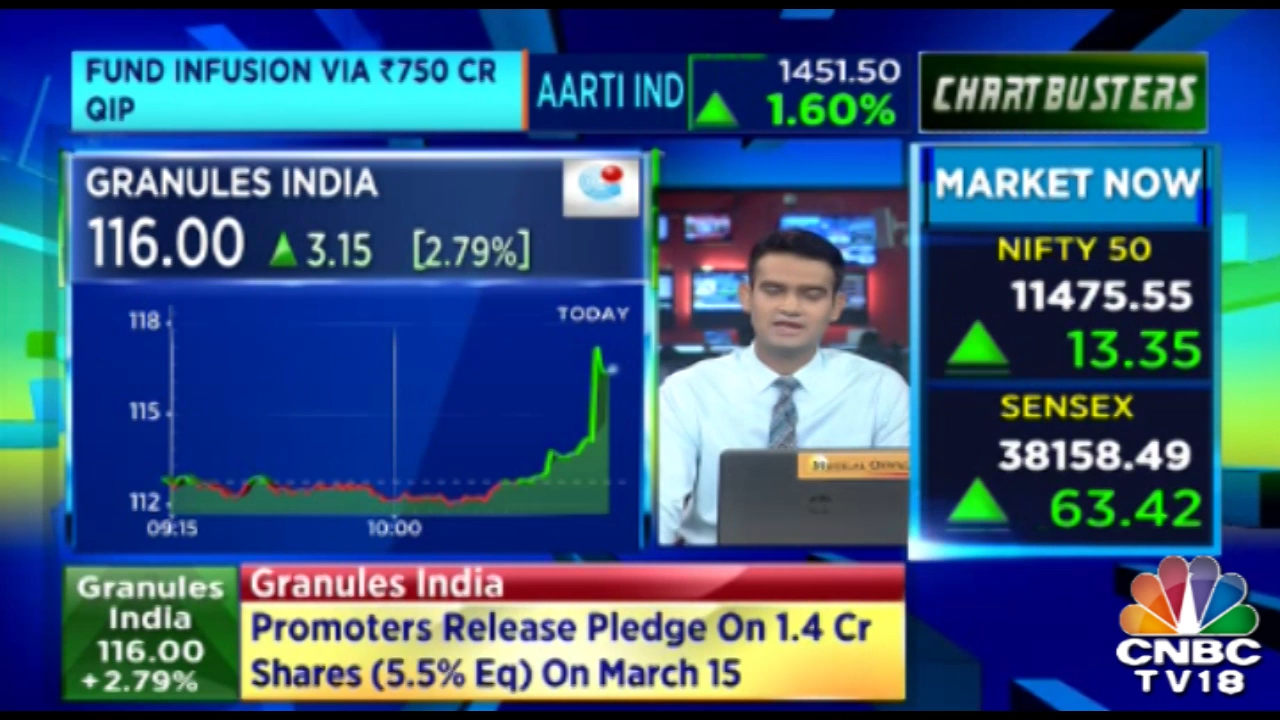 FUND INFUSION VIA ₹750 CR
QIP
AARTI IND
1451.50
1.60%
CHARTBUSTERS
GRANULES INDIA
116.00 3.15 [2.79%]
TODAY
118
115
112
09:15
10:00
MARKET NOW
NIFTY 50
11475.55
13.35
SENSEX
38158.49
63.42
Granules
India
116.00
+2.79%
Granules India
Promoters Release Pledge On 1.4 Cr
Shares (5.5% Eq) On March 15
CNBC
TV18